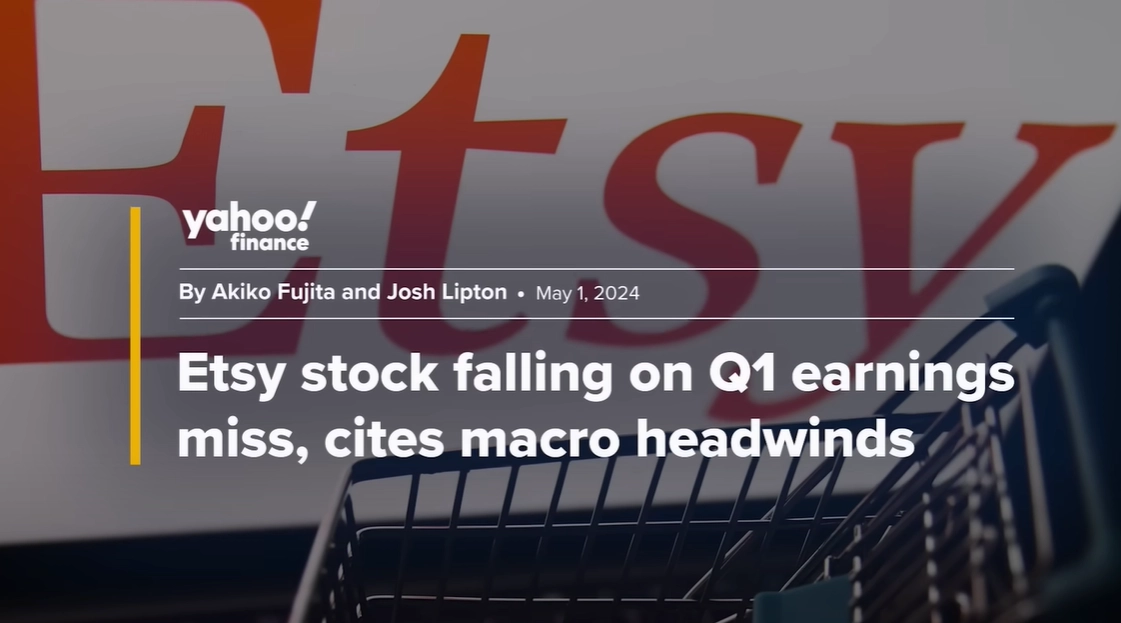 Etsy
yahoo!
finance
By Akiko Fujita and Josh Lipton • May 1, 2024
Etsy stock falling on Q1 earnings
miss, cites macro headwinds